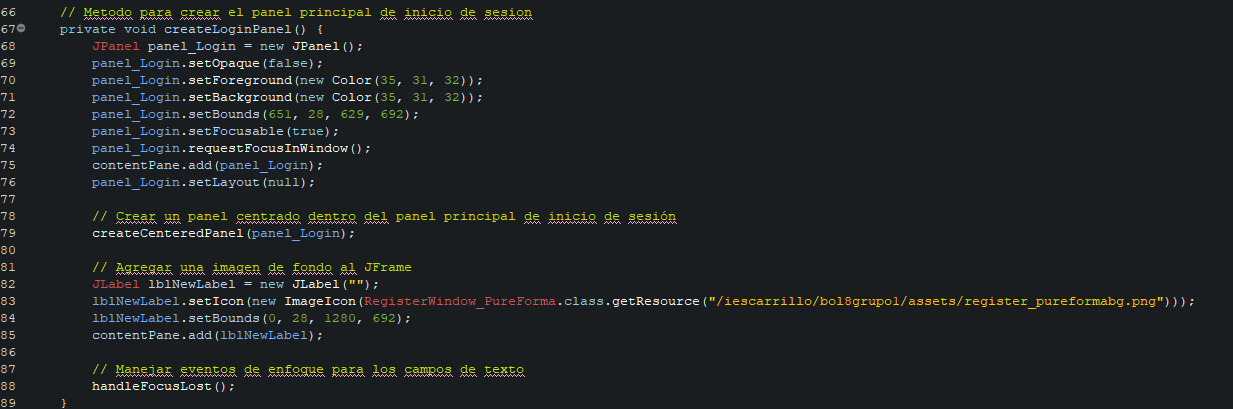 66 // Metodo para crear el panel principal de inicio de sesion
67 private void createLoginPanel() {
68 JPanel panel_Login = new JPanel();
69 panel_Login.setOpaque(false);
70 panel_Login.setForeground(new Color(35, 31, 32));
71 panel_Login.setBackground(new Color(35, 31, 32));
72 panel_Login.setBounds(651, 28, 629, 692);
73 panel_Login.setFocusable(true);
74 panel_Login.requestFocusInWindow();
75 contentPane.add(panel_Login);
76 panel_Login.setLayout(null);
77
78 // Crear un panel centrado dentro del panel principal de inicio de sesión
79 createCenteredPanel(panel_Login);
80
81 // Agregar una imagen de fondo al JFrame
82 JLabel lblNewLabel = new JLabel("");
83 lblNewLabel.setIcon(new ImageIcon(RegisterWindow_PureForma.class.getResource("/iescarrillo/bol8grupo1/assets/register_pureformabg.png")));
84 lblNewLabel.setBounds(0, 28, 1280, 692);
85 contentPane.add(lblNewLabel);
86
87 // Manejar eventos de enfoque para los campos de texto
88 handleFocusLost();
89 }